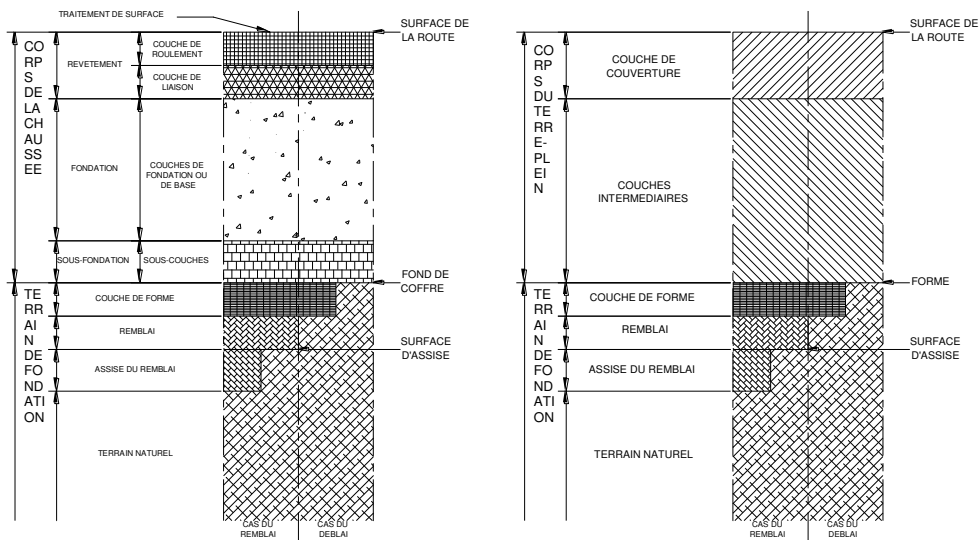 TRAITEMENT DE SURFACE
SURFACE DE
LA ROUTE
CO
RP
S
DE
LA
CH
AU
SS
EE
REVETEMENT
COUCHE DE
ROULEMENT
COUCHE DE
LIAISON
FONDATION
COUCHES DE
FONDATION OU
DE BASE
SOUS-FONDATION
SOUS-COUCHES
FOND DE
COFFRE
TE
RR
AI
N
DE
FO
ND
ATI
ON
COUCHE DE FORME
REMBLAI
SURFACE
D'ASSISE
ASSISE DU REMBLAI
TERRAIN NATUREL
CAS DU
REMBLAI
CAS DU
DEBLAI
SURFACE DE
LA ROUTE
CO
RP
S
DU
TE
RR
E-
PL
EI
N
COUCHE DE
COUVERTURE
COUCHES
INTERMEDIAIRES
FORME
TE
RR
AI
N
DE
FO
ND
ATI
ON
COUCHE DE FORME
REMBLAI
SURFACE
D'ASSISE
ASSISE DU REMBLAI
TERRAIN NATUREL
CAS DU
REMBLAI
CAS DU
DEBLAI